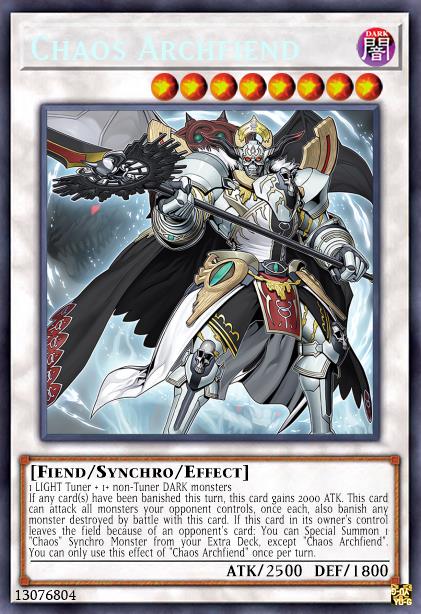 Chaos Archfiend
DARK
闇
[Fiend/Synchro/Effect]
1 LIGHT Tuner + 1+ non-Tuner DARK monsters
If any card(s) have been banished this turn, this card gains 2000 ATK. This card
can attack all monsters your opponent controls, once each, also banish any
monster destroyed by battle with this card. If this card in its owner's control
leaves the field because of an opponent's card: You can Special Summon 1
"Chaos" Synchro Monster from your Extra Deck, except "Chaos Archfiend".
You can only use this effect of "Chaos Archfiend" once per turn.
ATK/2500 DEF/1800
13076804